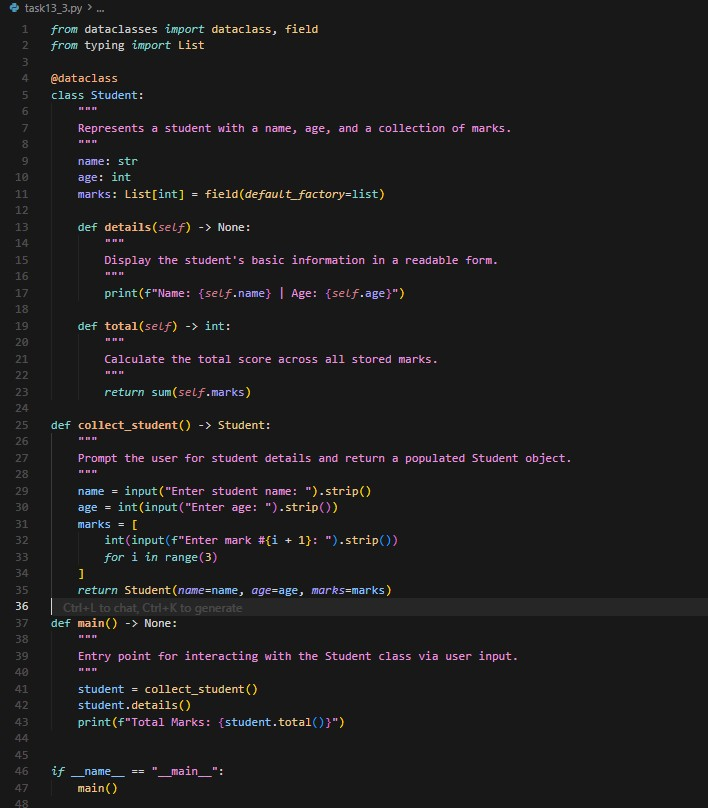 task13_3.py > ...
1 from dataclasses import dataclass, field
2 from typing import List
3
4 @dataclass
5 class Student:
6     """
7     Represents a student with a name, age, and a collection of marks.
8     """
9     name: str
10     age: int
11     marks: List[int] = field(default_factory=list)
12
13     def details(self) -> None:
14         """
15         Display the student's basic information in a readable form.
16         """
17         print(f"Name: {self.name} | Age: {self.age}")
18
19     def total(self) -> int:
20         """
21         Calculate the total score across all stored marks.
22         """
23         return sum(self.marks)
24
25 def collect_student() -> Student:
26     """
27     Prompt the user for student details and return a populated Student object.
28     """
29     name = input("Enter student name: ").strip()
30     age = int(input("Enter age: ").strip())
31     marks = [
32         int(input(f"Enter mark #{i + 1}: ").strip())
33         for i in range(3)
34     ]
35     return Student(name=name, age=age, marks=marks)
36 Ctrl+L to chat, Ctrl+K to generate
37 def main() -> None:
38     """
39     Entry point for interacting with the Student class via user input.
40     """
41     student = collect_student()
42     student.details()
43     print(f"Total Marks: {student.total()}")
44
45
46 if __name__ == "__main__":
47     main()
48